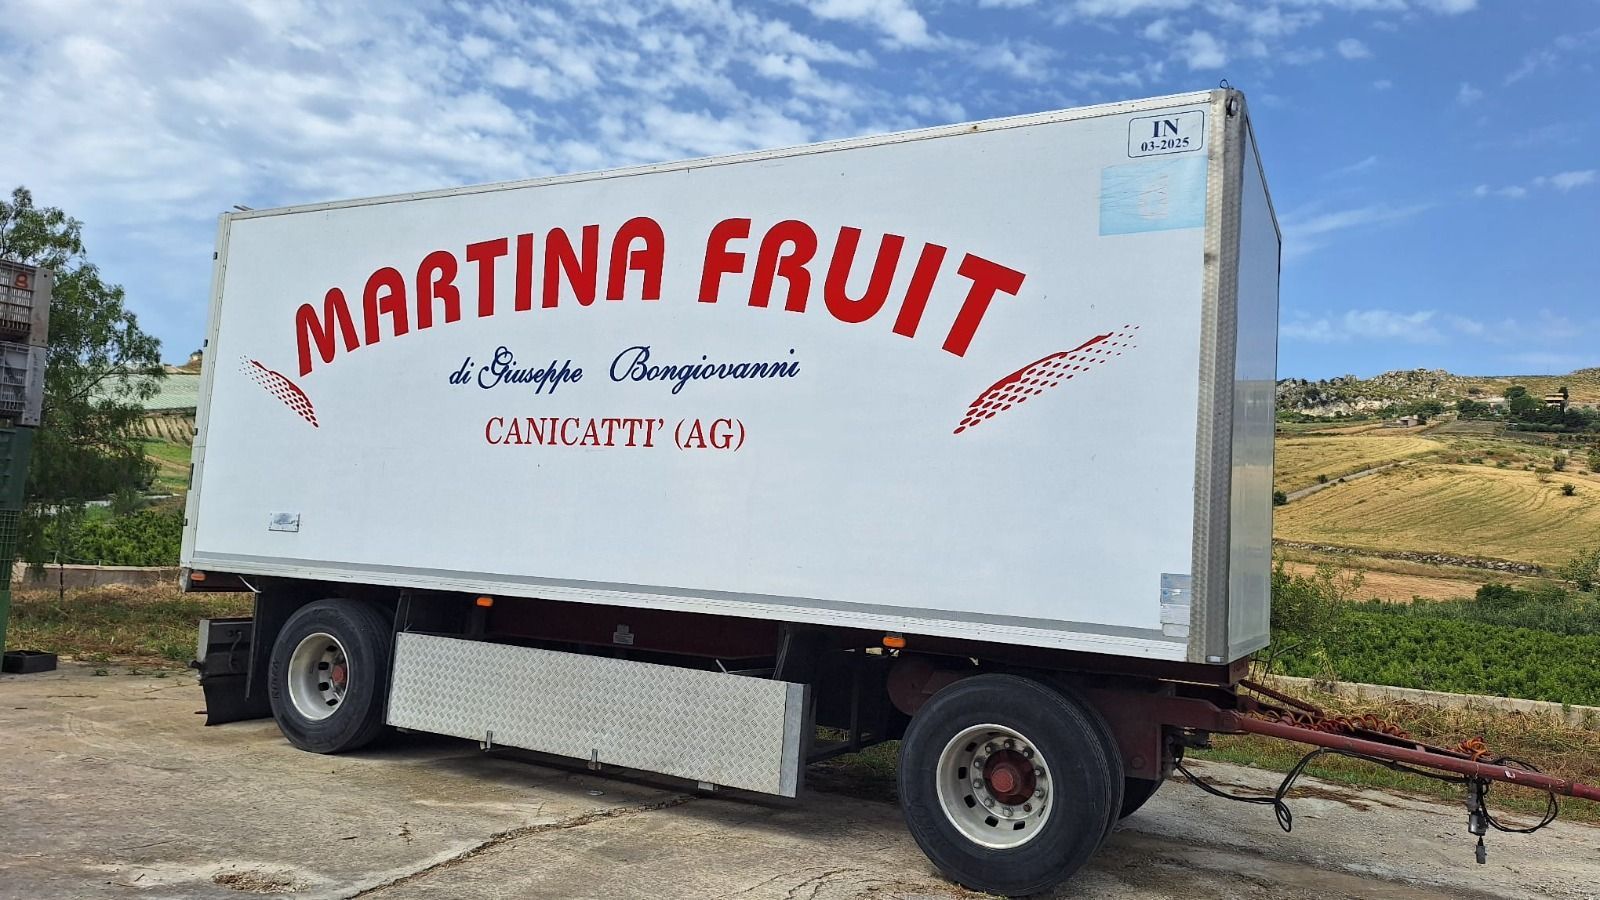 IN
03-2025
MARTINA FRUIT
di Giuseppe Bongiovanni
CANICATTI' (AG)